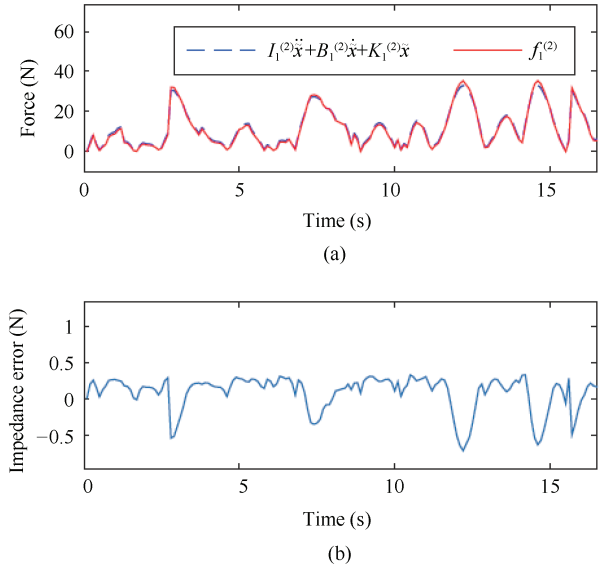 (a)
60
40
20
0
Force (N)
I₁⁽²⁾ẍ̃+B₁⁽²⁾ẋ̃+K₁⁽²⁾x̃
f₁⁽²⁾
0 5 10 15
Time (s)
(a)
1
0.5
0
−0.5
Impedance error (N)
0 5 10 15
Time (s)
(b)